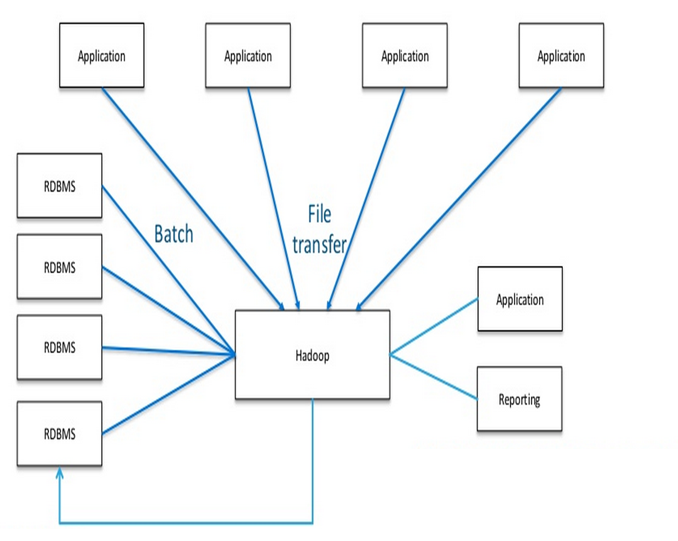 Application
Application
Application
Application
RDBMS
Batch
File
transfer
RDBMS
Application
RDBMS
Hadoop
Reporting
RDBMS